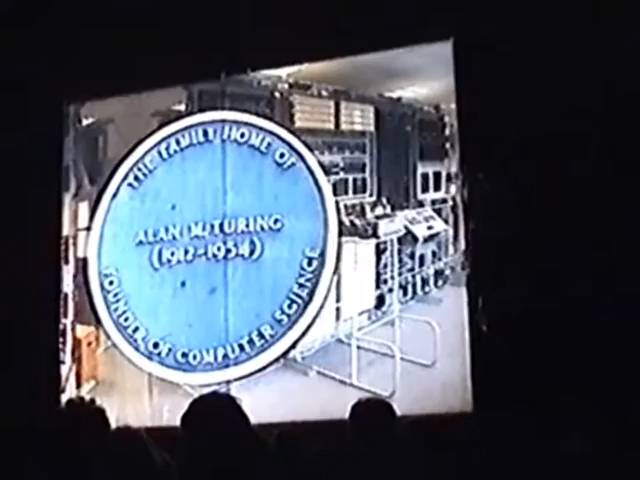 THE FAMILY HOME OF
ALAN M. TURING
(1912-1954)
FOUNDER OF COMPUTER SCIENCE